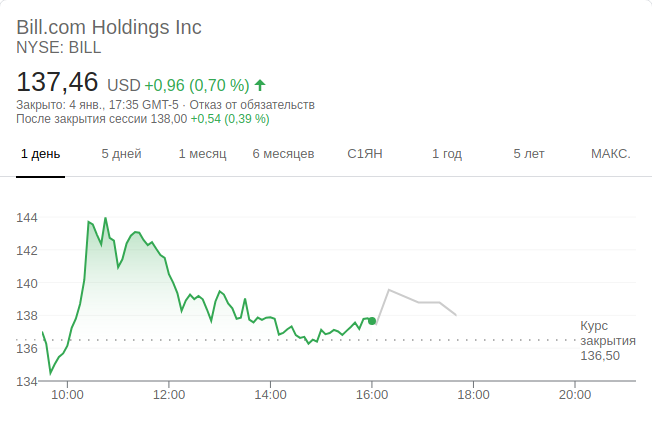 Bill.com Holdings Inc
NYSE: BILL
137,46 USD +0,96 (0,70 %)
Закрыто: 4 янв., 17:35 GMT-5 · Отказ от обязательств
После закрытия сессии 138,00 +0,54 (0,39 %)
1 день 5 дней 1 месяц 6 месяцев С1ЯН 1 год 5 лет МАКС.
144
142
140
138
136
134
Курс
закрытия
136,50
10:00 12:00 14:00 16:00 18:00 20:00